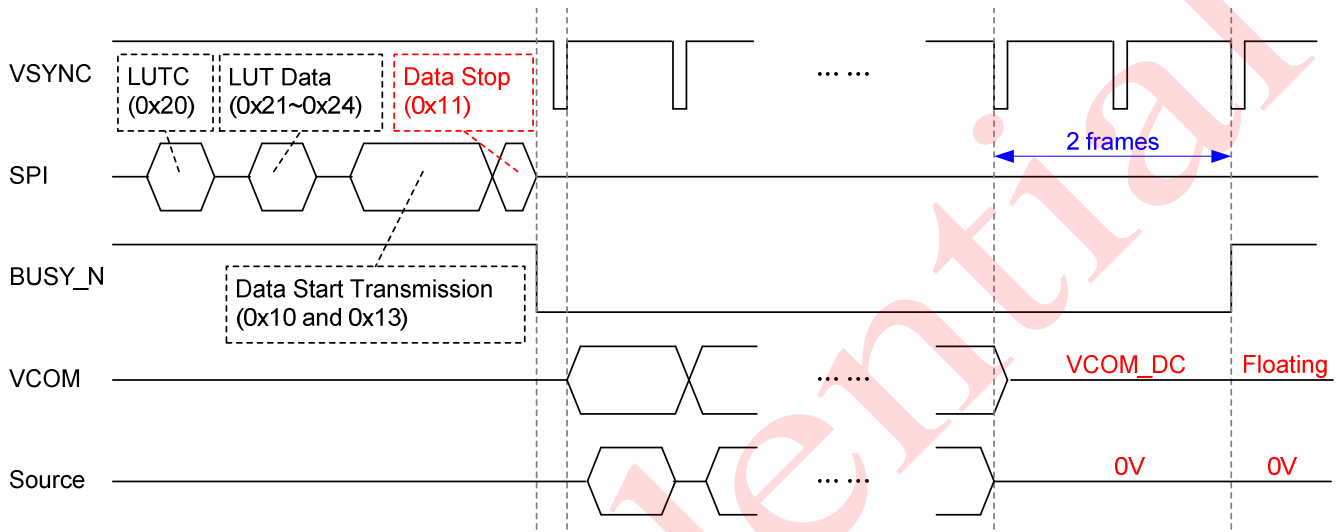 VSYNC
LUTC
(0x20)
LUT Data
(0x21~0x24)
Data Stop
(0x11)
... ...
2 frames
SPI
BUSY_N
Data Start Transmission
(0x10 and 0x13)
VCOM
... ...
VCOM_DC
Floating
Source
... ...
0V
0V
dential